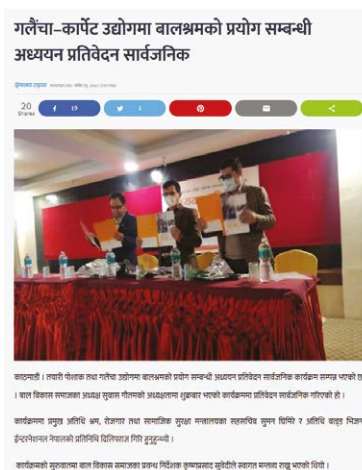 गलैंचा–कार्पेट उद्योगमा बालश्रमको प्रयोग सम्बन्धी
अध्ययन प्रतिवेदन सार्वजनिक
20
Shares
19
1
काठमाडौं । तयारी पोशाक तथा गलैंचा उद्योगमा बालश्रमको प्रयोग सम्बन्धी अध्ययन प्रतिवेदन सार्वजनिक कार्यक्रम सम्पन्न भएको छ
। बाल विकास समाजका अध्यक्ष सुवास गौतमको अध्यक्षतामा शुक्रबार भएको कार्यक्रममा प्रतिवेदन सार्वजनिक गरिएको हो ।
कार्यक्रममा प्रमुख अतिथि श्रम, रोजगार तथा सामाजिक सुरक्षा मन्त्रालयका सहसचिव सुमन घिमिरे र अतिथि वर्ल्ड भिजन
ईन्टरनेशनल नेपालको प्रतिनिधि दिलिपराज गिरि हुनुहुन्थ्यो ।
कार्यक्रमको सुरुवातमा बाल विकास समाजका प्रबन्ध निर्देशक कृष्णप्रसाद सुवेदीले स्वागत मन्तव्य राख्नु भएको थियो ।